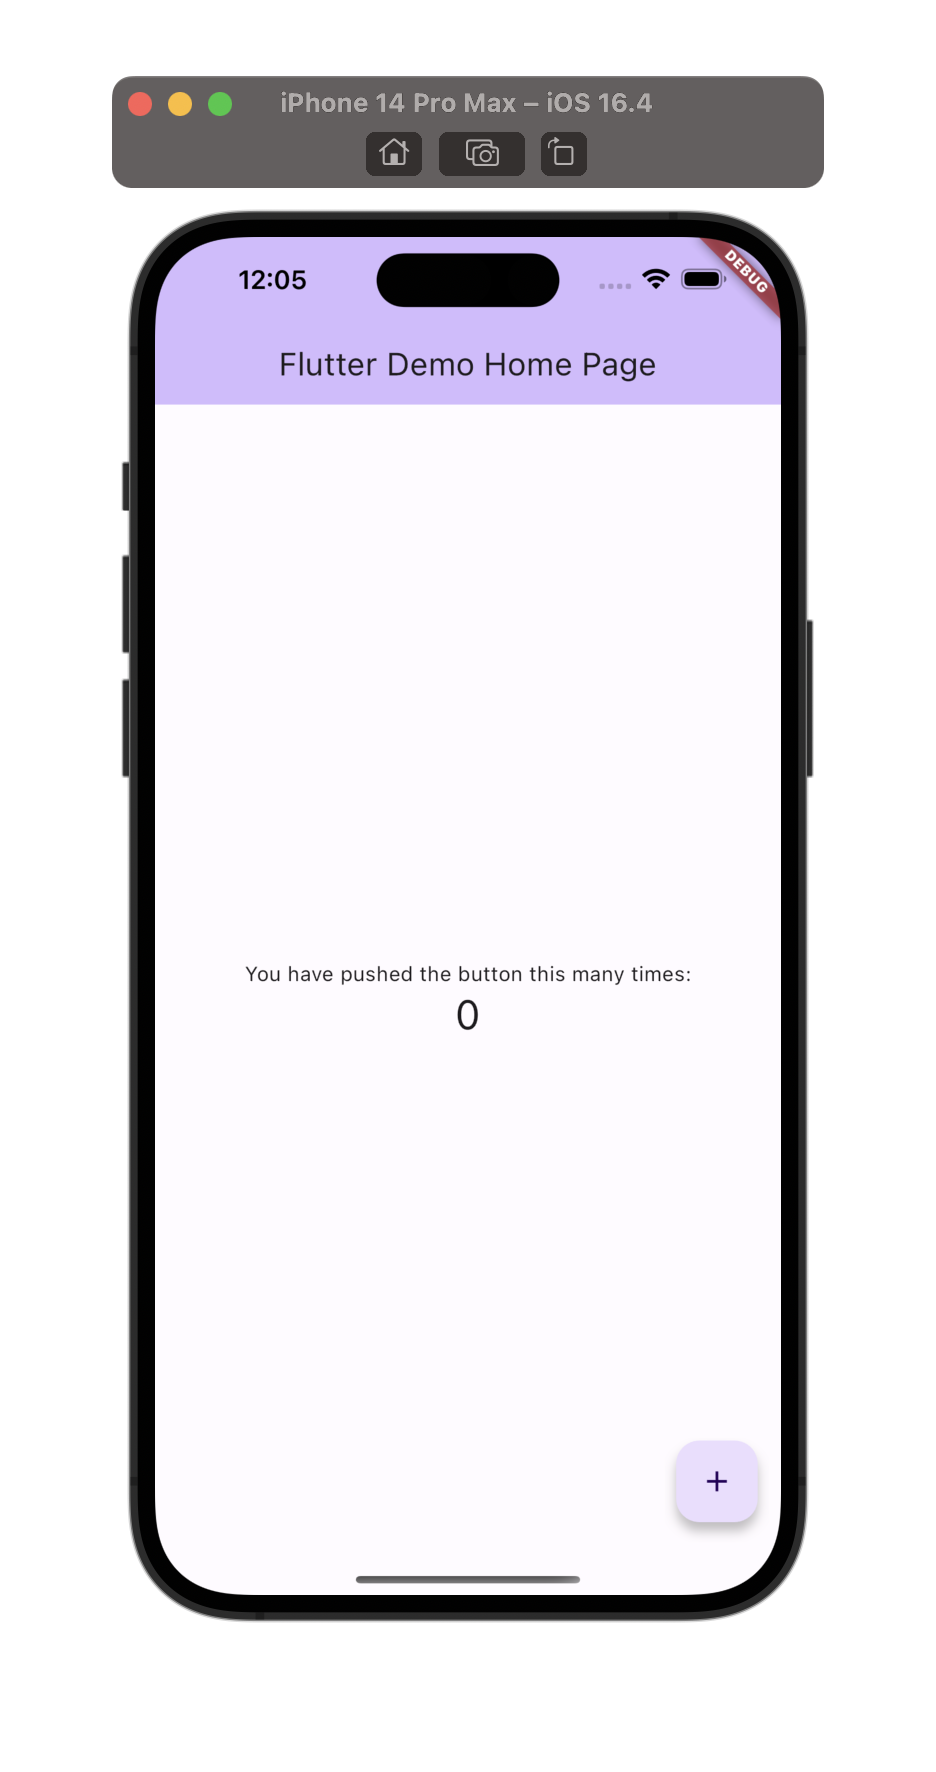 iPhone 14 Pro Max – iOS 16.4
12:05
DEBUG
Flutter Demo Home Page
You have pushed the button this many times:
0
+